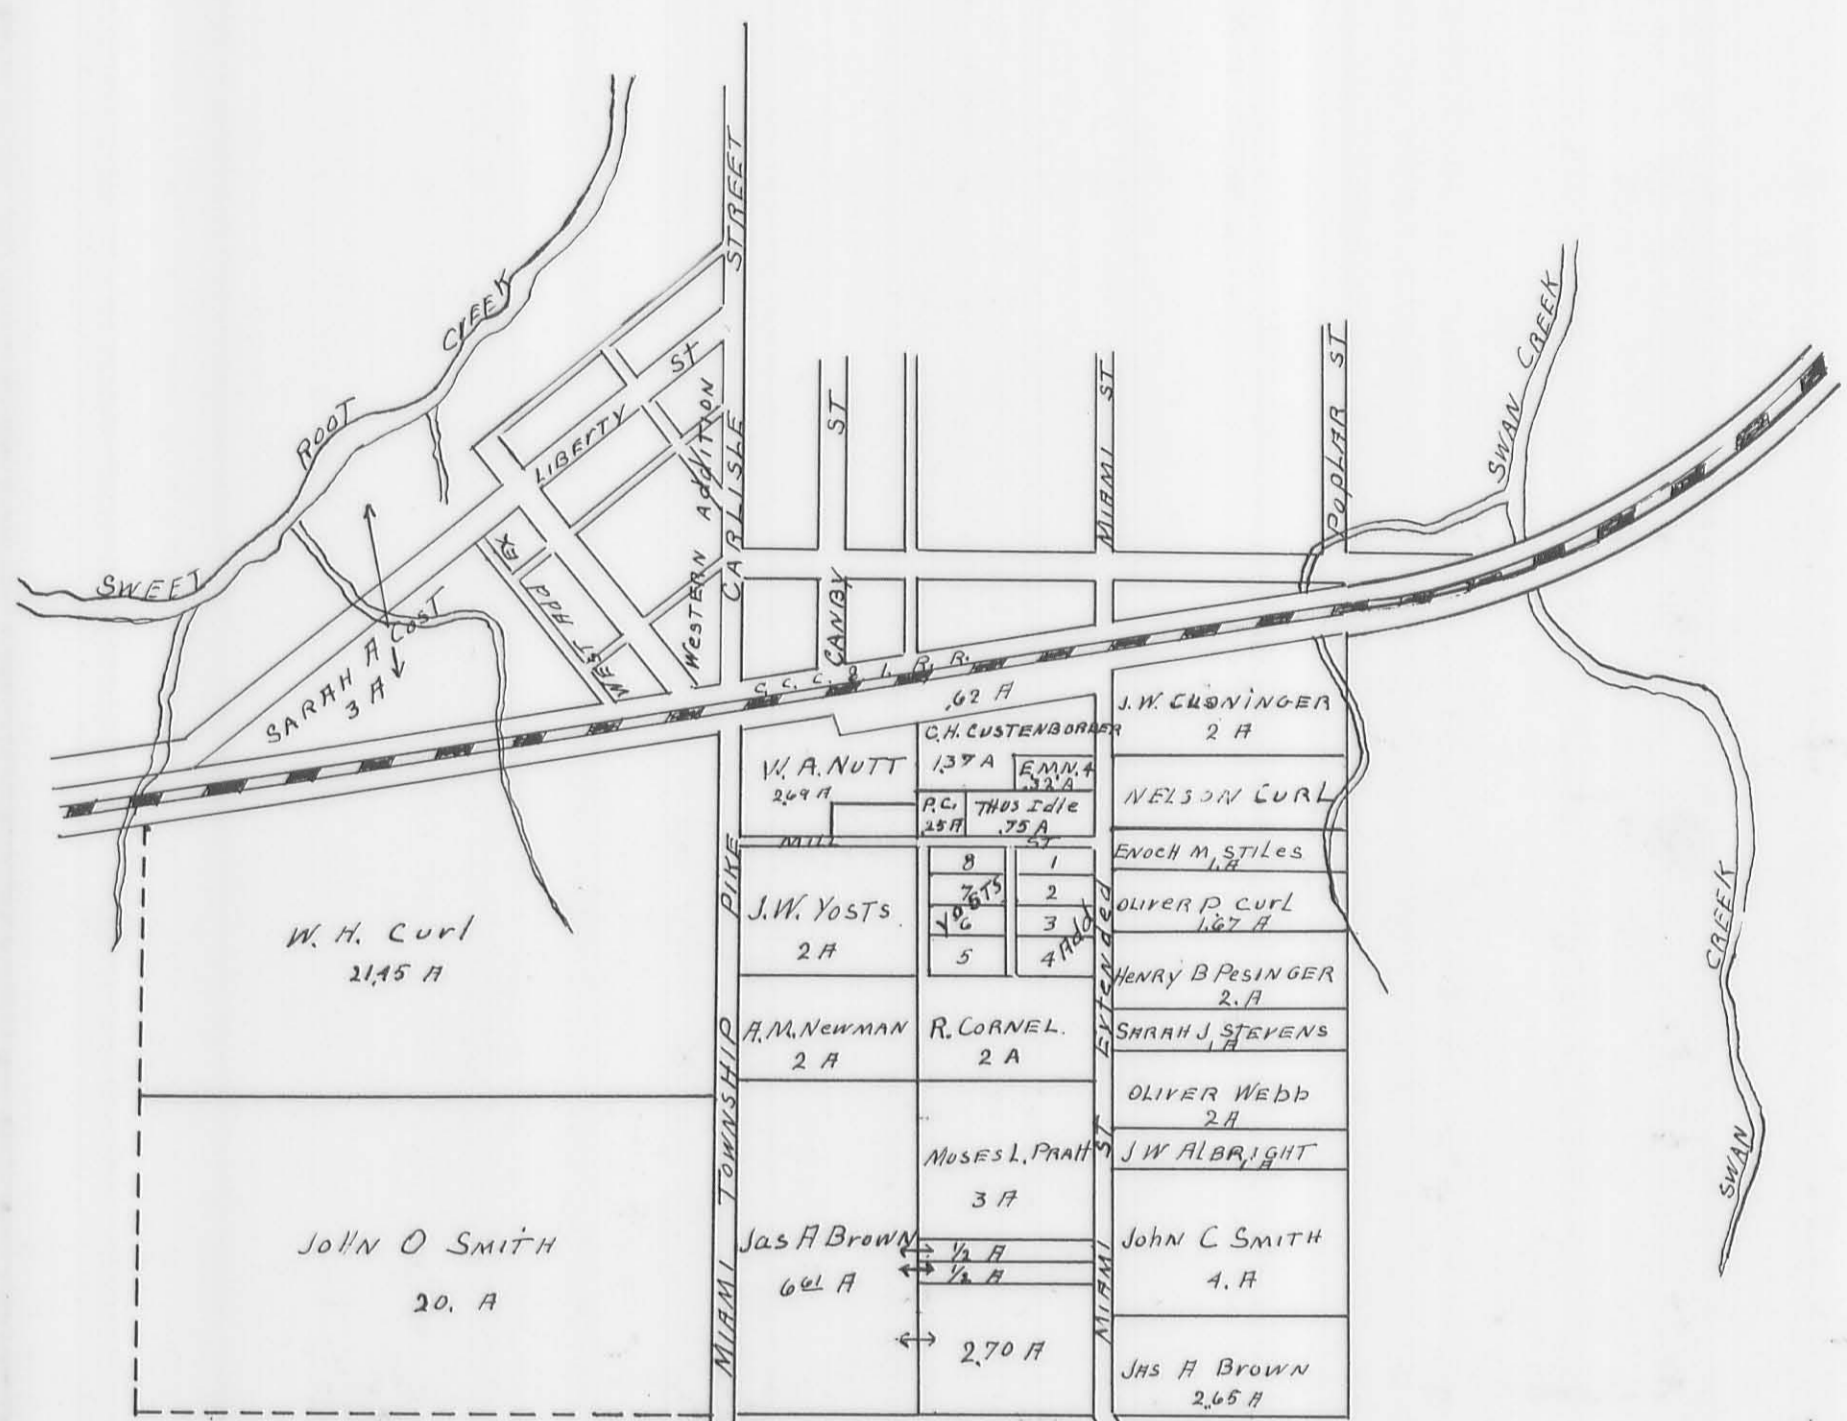 SWEET ROOT CREEK
STREET
CARLISLE
WESTERN AddITION
LIBERTY ST
EX
WEST Add
SARAH A COST
3 A
CANBY ST
MIAMI ST
POPLAR ST
SWAN CREEK
SWAN CREEK
C. C. C. & I. R. R.
.62 A
W. A. NUTT
2.69 A
C. H. CUSTENBORDER
1.37 A
E.M.N.4
.32 A
P.C.
.25 A
THOS Idle
.75 A
J. W. CLONINGER
2 A
NELSON CURL
MILL ST
ENOCH M. STILES
1. A
OLIVER P. CURL
1.67 A
HENRY B PESINGER
2. A
SARAH J. STEVENS
1 A
OLIVER WEbb
2 A
J W ALBRIGHT
1 A
JOhN C SMITH
4. A
JAS A BROWN
2.65 A
W. H. Curl
21.45 A
JOHN O SMITH
20. A
MIAMI TOWNSHIP PIKE
J. W. YOSTS.
2 A
YOSTS Add
8 1
7 2
6 3
5 4
A. M. NEWMAN
2 A
R. CORNEL.
2 A
MOSES L. PRATT
3 A
Jas A BROWN
6 61 A
1/2 A
1/2 A
2.70 A
MIAMI ST EXTENDED